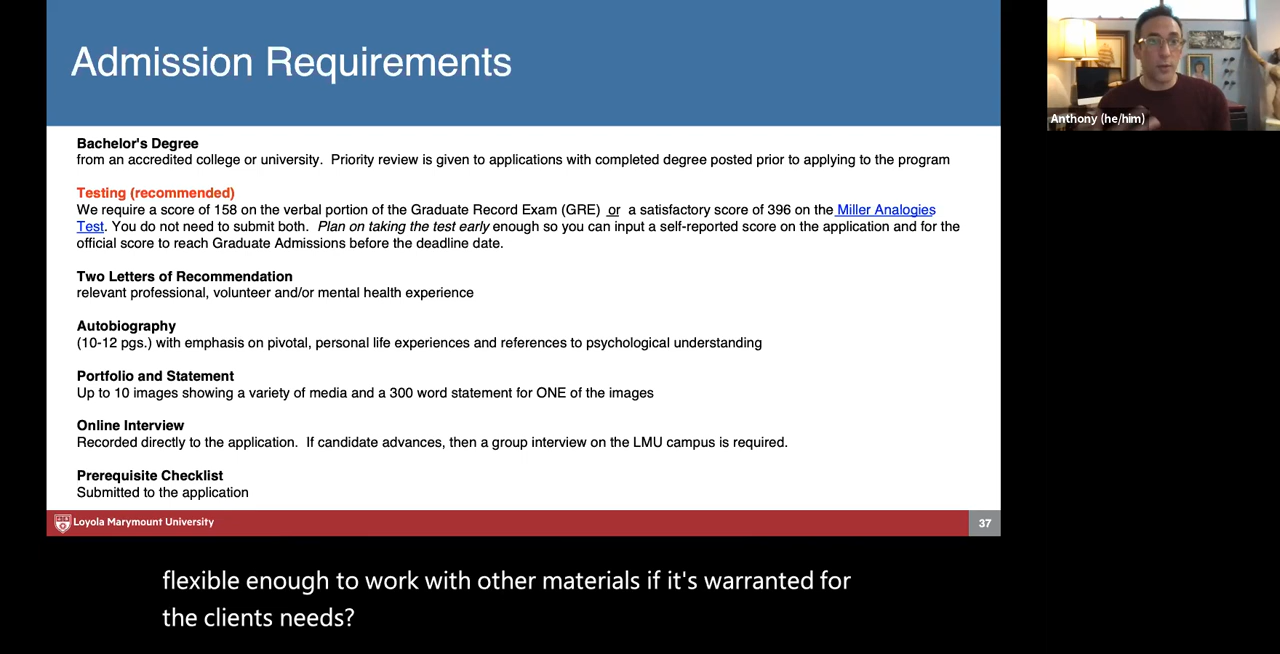 Admission Requirements
Anthony (he/him)
Bachelor's Degree
from an accredited college or university.  Priority review is given to applications with completed degree posted prior to applying to the program
Testing (recommended)
We require a score of 158 on the verbal portion of the Graduate Record Exam (GRE)  or  a satisfactory score of 396 on the Miller Analogies
Test. You do not need to submit both.  Plan on taking the test early enough so you can input a self-reported score on the application and for the
official score to reach Graduate Admissions before the deadline date.
Two Letters of Recommendation
relevant professional, volunteer and/or mental health experience
Autobiography
(10-12 pgs.) with emphasis on pivotal, personal life experiences and references to psychological understanding
Portfolio and Statement
Up to 10 images showing a variety of media and a 300 word statement for ONE of the images
Online Interview
Recorded directly to the application.  If candidate advances, then a group interview on the LMU campus is required.
Prerequisite Checklist
Submitted to the application
Loyola Marymount University
37
flexible enough to work with other materials if it's warranted for
the clients needs?